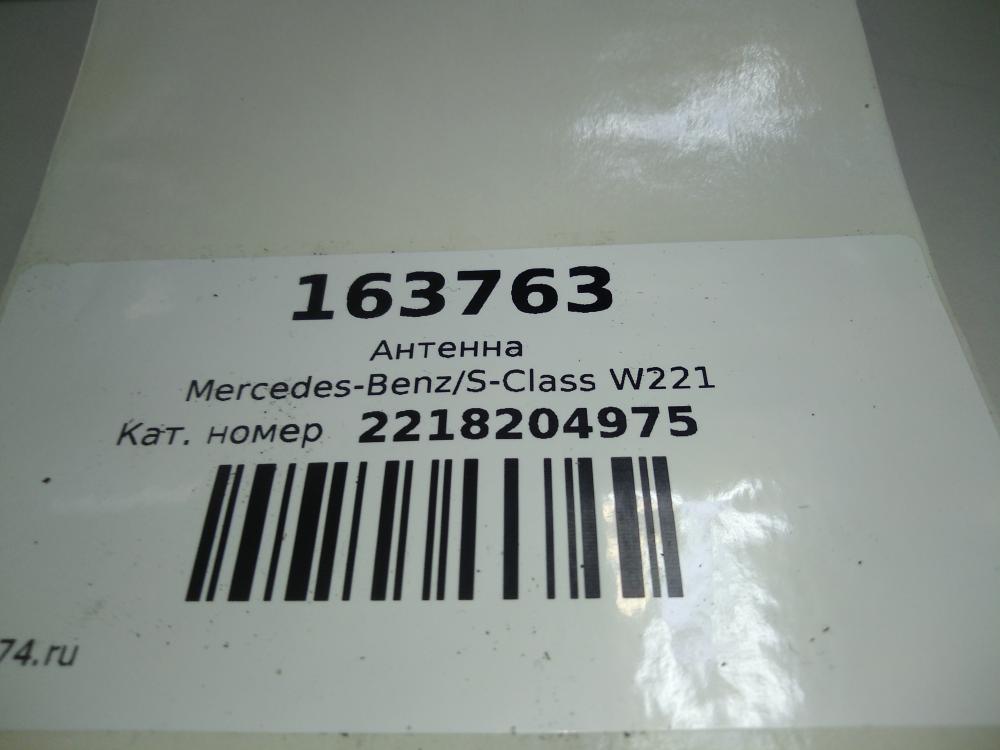 163763
Антенна
Mercedes-Benz/S-Class W221
Кат. номер 2218204975
74.ru